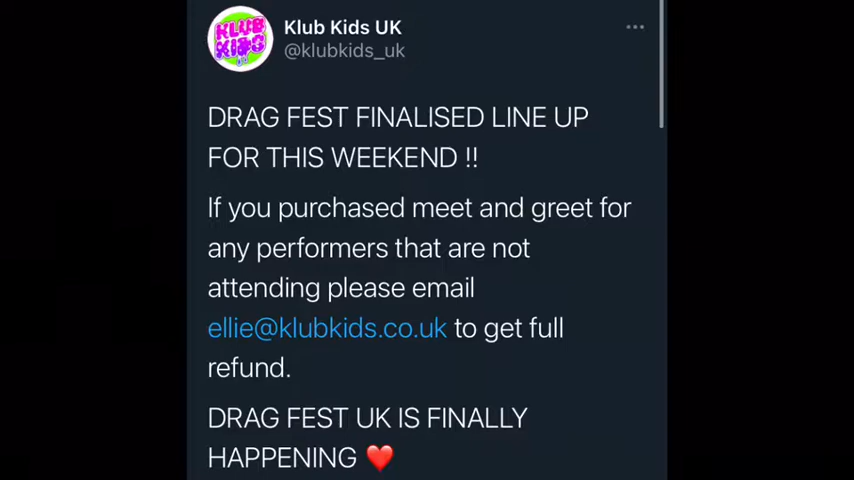 KLUB
KIDS
Klub Kids UK
@klubkids_uk
DRAG FEST FINALISED LINE UP
FOR THIS WEEKEND !!
If you purchased meet and greet for
any performers that are not
attending please email
ellie@klubkids.co.uk to get full
refund.
DRAG FEST UK IS FINALLY
HAPPENING ❤️